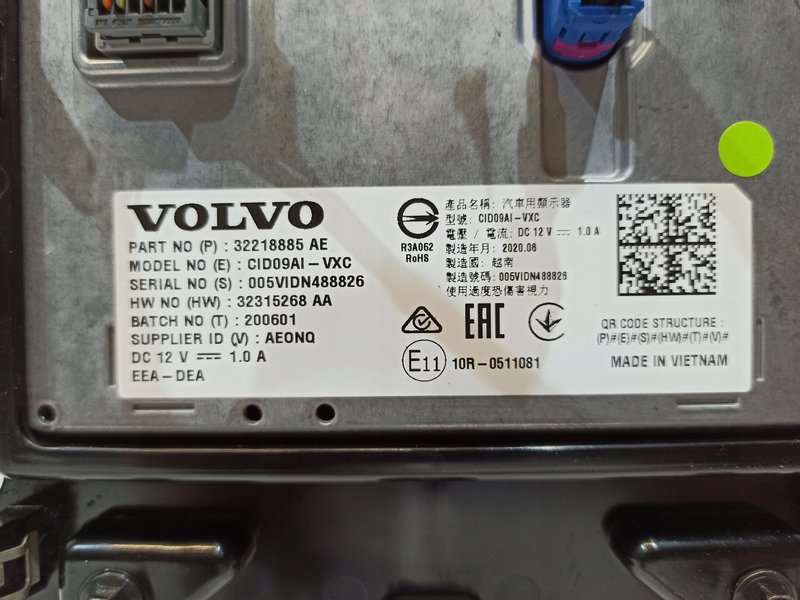 VOLVO
PART NO (P) : 32218885 AE
MODEL NO (E) : CID09AI-VXC
SERIAL NO (S) : 005VIDN488826
HW NO (HW) : 32315268 AA
BATCH NO (T) : 200601
SUPPLIER ID (V) : AEONQ
DC 12 V ⎓ 1.0 A
EEA-DEA
R3A062
RoHS
產品名稱: 汽車用顯示器
型號: CID09AI-VXC
電壓 / 電流: DC 12 V ⎓ 1.0 A
製造年月: 2020.06
製造國: 越南
製造號碼: 005VIDN488826
使用過度恐傷害視力
EAC
E11 10R-0511081
QR CODE STRUCTURE :
(P)#(E)#(S)#(HW)#(T)#(V)#
MADE IN VIETNAM